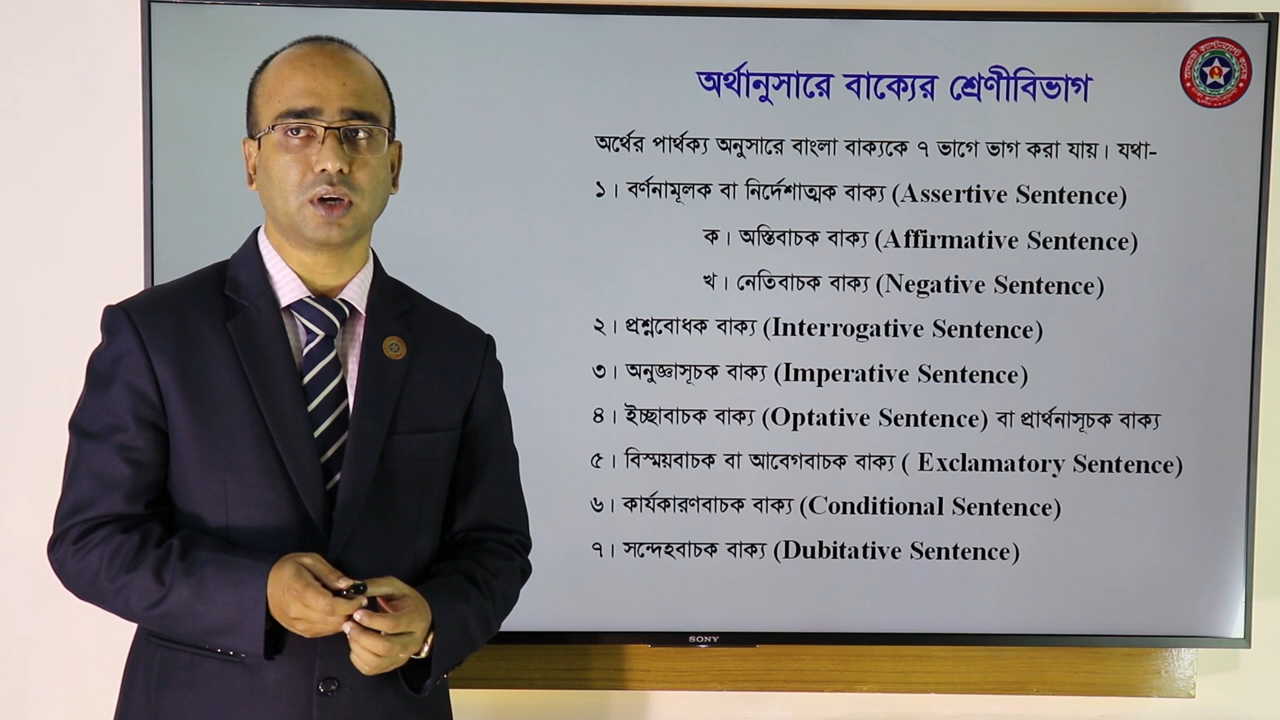 অর্থানুসারে বাক্যের শ্রেণীবিভাগ
অর্থের পার্থক্য অনুসারে বাংলা বাক্যকে ৭ ভাগে ভাগ করা যায়। যথা-
১। বর্ণনামূলক বা নির্দেশাত্মক বাক্য (Assertive Sentence)
ক। অস্তিবাচক বাক্য (Affirmative Sentence)
খ। নেতিবাচক বাক্য (Negative Sentence)
২। প্রশ্নবোধক বাক্য (Interrogative Sentence)
৩। অনুজ্ঞাসূচক বাক্য (Imperative Sentence)
৪। ইচ্ছাবাচক বাক্য (Optative Sentence) বা প্রার্থনাসূচক বাক্য
৫। বিস্ময়বাচক বা আবেগবাচক বাক্য ( Exclamatory Sentence)
৬। কার্যকারণবাচক বাক্য (Conditional Sentence)
৭। সন্দেহবাচক বাক্য (Dubitative Sentence)
SONY